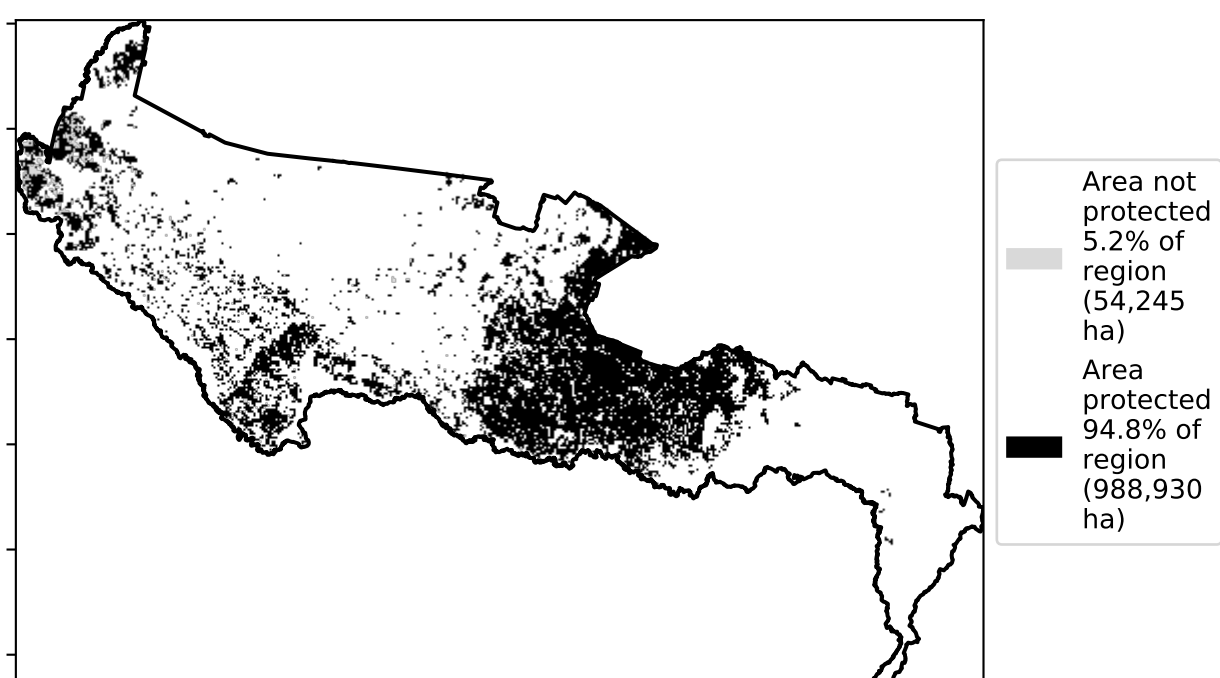 Area not
protected
5.2% of
region
(54,245
ha)
Area
protected
94.8% of
region
(988,930
ha)